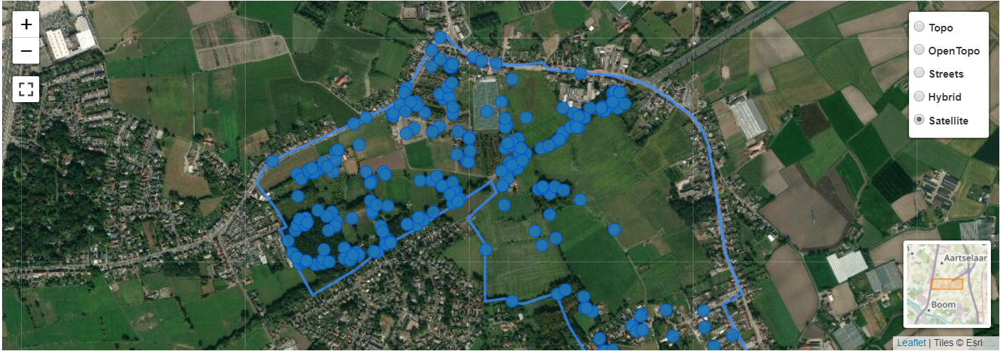 +
−
Topo
OpenTopo
Streets
Hybrid
Satellite
Aartselaar
Boom
Leaflet | Tiles © Esri …